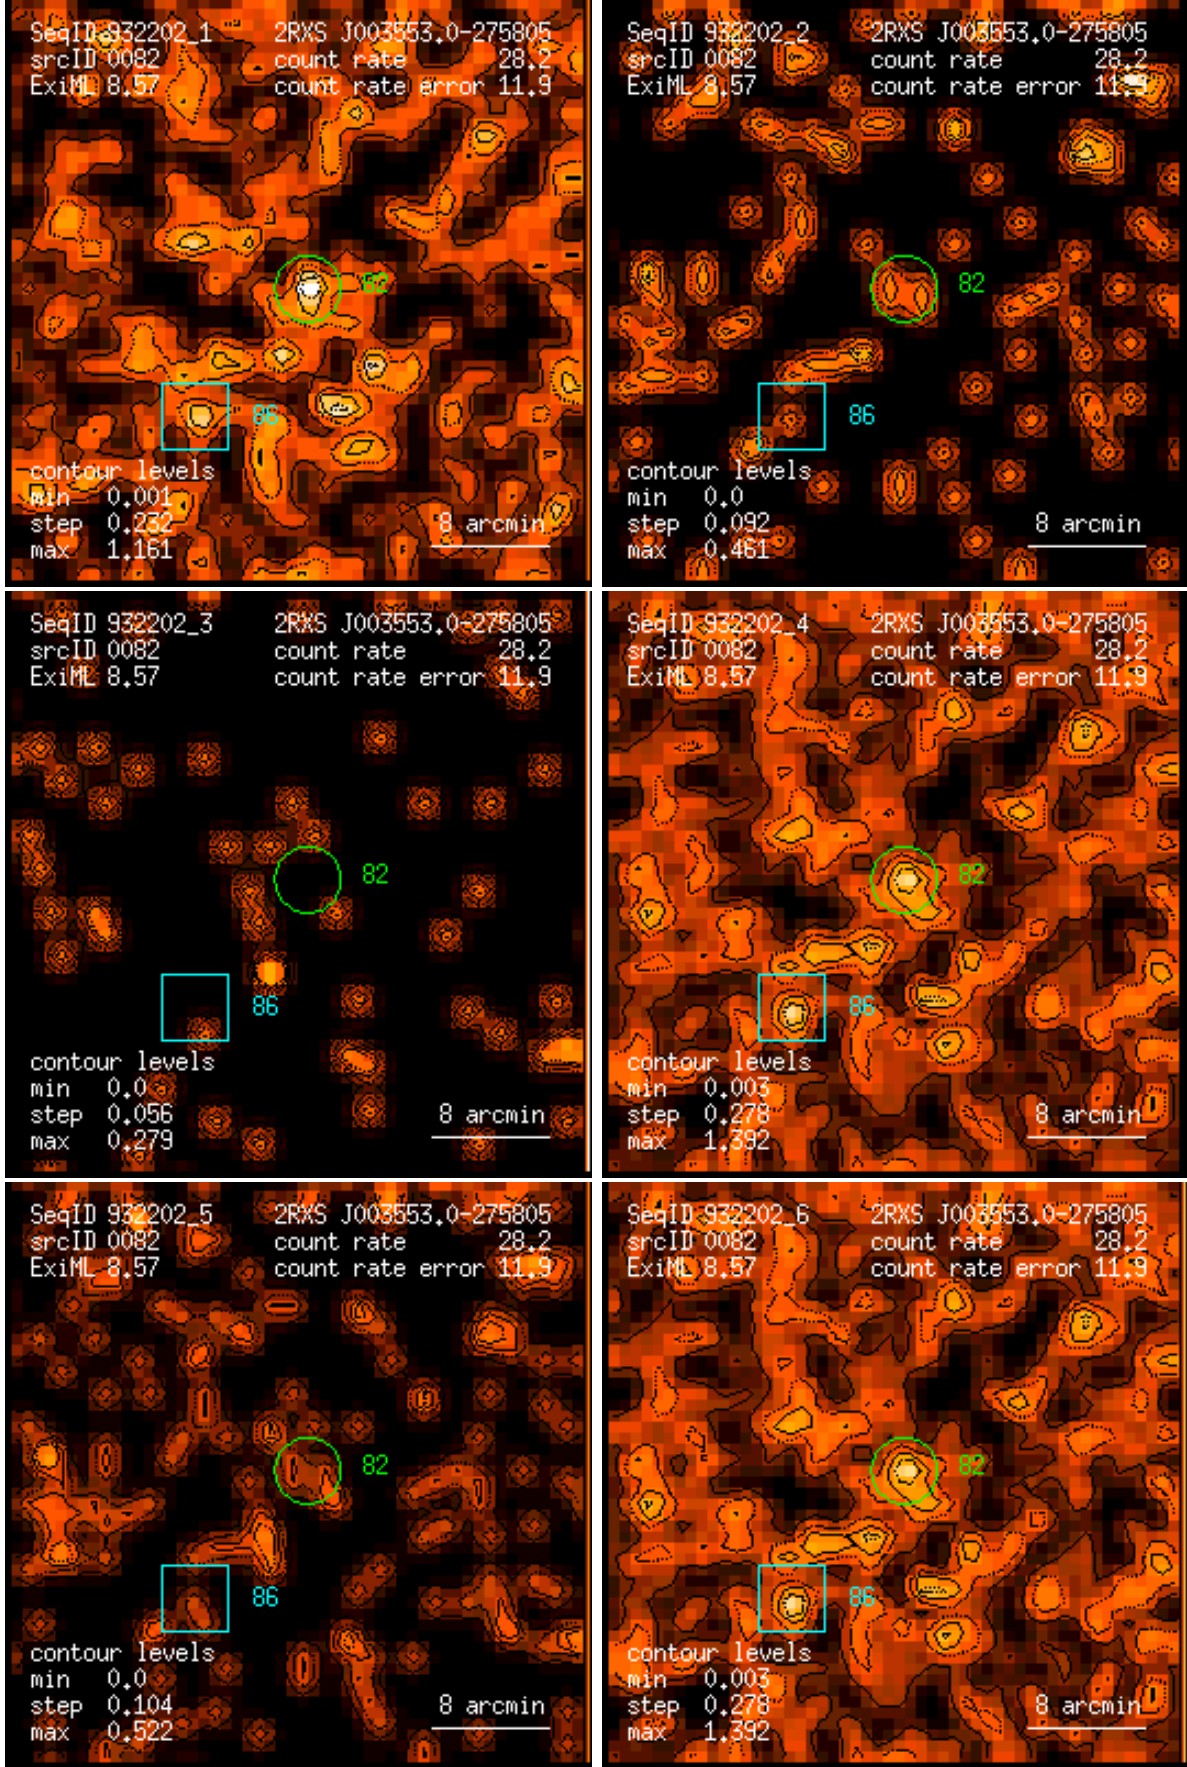 SeqID 932202_1 2RXS J003553.0-275805
srcID 0082 count rate 28.2
ExiML 8.57 count rate error 11.9
82
86
contour levels
min 0.001
step 0.232
max 1.161
8 arcmin
SeqID 932202_2 2RXS J003553.0-275805
srcID 0082 count rate 28.2
ExiML 8.57 count rate error 11.9
82
86
contour levels
min 0.0
step 0.092
max 0.461
8 arcmin
SeqID 932202_3 2RXS J003553.0-275805
srcID 0082 count rate 28.2
ExiML 8.57 count rate error 11.9
82
86
contour levels
min 0.0
step 0.056
max 0.279
8 arcmin
SeqID 932202_4 2RXS J003553.0-275805
srcID 0082 count rate 28.2
ExiML 8.57 count rate error 11.9
82
86
contour levels
min 0.003
step 0.278
max 1.392
8 arcmin
SeqID 932202_5 2RXS J003553.0-275805
srcID 0082 count rate 28.2
ExiML 8.57 count rate error 11.9
82
86
contour levels
min 0.0
step 0.104
max 0.522
8 arcmin
SeqID 932202_6 2RXS J003553.0-275805
srcID 0082 count rate 28.2
ExiML 8.57 count rate error 11.9
82
86
contour levels
min 0.003
step 0.278
max 1.392
8 arcmin